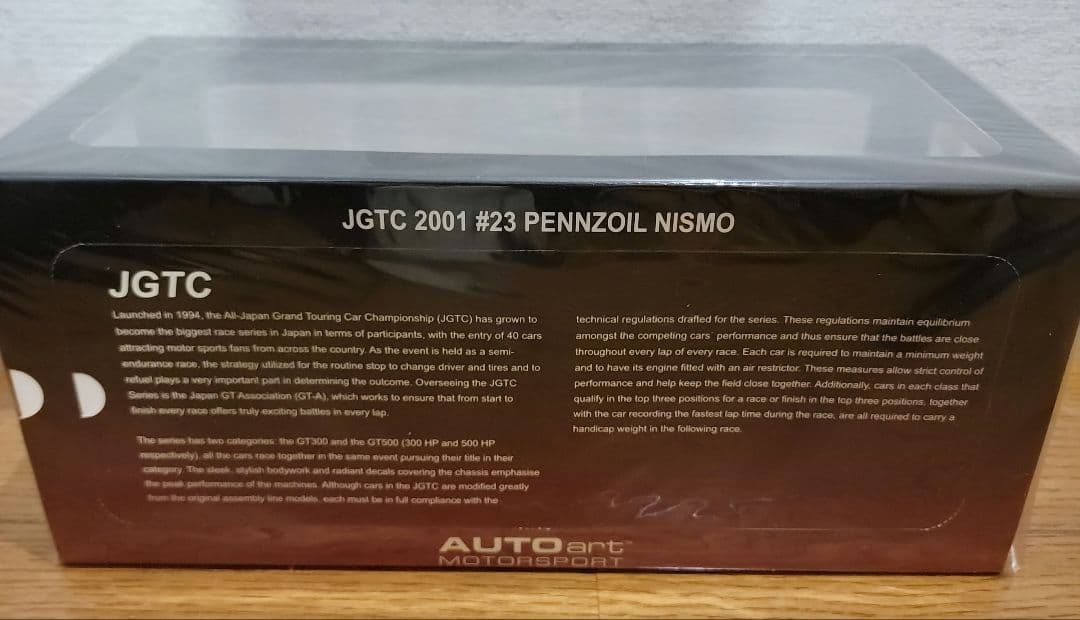 JGTC 2001 #23 PENNZOIL NISMO
JGTC
Launched in 1994, the All-Japan Grand Touring Car Championship (JGTC) has grown to
become the biggest race series in Japan in terms of participants, with the entry of 40 cars
attracting motor sports fans from across the country. As the event is held as a semi-
endurance race, the strategy utilized for the routine stop to change driver and tires and to
refuel plays a very important part in determining the outcome. Overseeing the JGTC
Series is the Japan GT Association (GT-A), which works to ensure that from start to
finish every race offers truly exciting battles in every lap.
The series has two categories: the GT300 and the GT500 (300 HP and 500 HP
respectively), all the cars race together in the same event pursuing their title in their
category. The sleek, stylish bodywork and radiant decals covering the chassis emphasise
the peak performance of the machines. Although cars in the JGTC are modified greatly
from the original assembly line models, each must be in full compliance with the
technical regulations drafted for the series. These regulations maintain equilibrium
amongst the competing cars' performance and thus ensure that the battles are close
throughout every lap of every race. Each car is required to maintain a minimum weight
and to have its engine fitted with an air restrictor. These measures allow strict control of
performance and help keep the field close together. Additionally, cars in each class that
qualify in the top three positions for a race or finish in the top three positions, together
with the car recording the fastest lap time during the race, are all required to carry a
handicap weight in the following race.
AUTOart™
MOTORSPORT